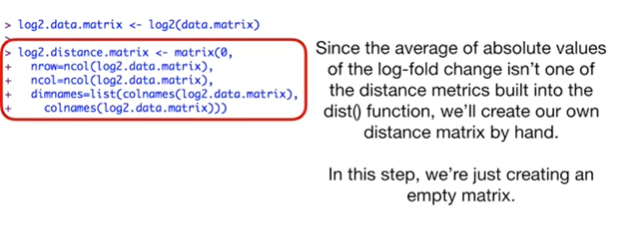 > log2.data.matrix <- log2(data.matrix)
>
> log2.distance.matrix <- matrix(0,
+   nrow=ncol(log2.data.matrix),
+   ncol=ncol(log2.data.matrix),
+   dimnames=list(colnames(log2.data.matrix),
+     colnames(log2.data.matrix)))
Since the average of absolute values
of the log-fold change isn't one of
the distance metrics built into the
dist() function, we'll create our own
distance matrix by hand.
In this step, we're just creating an
empty matrix.